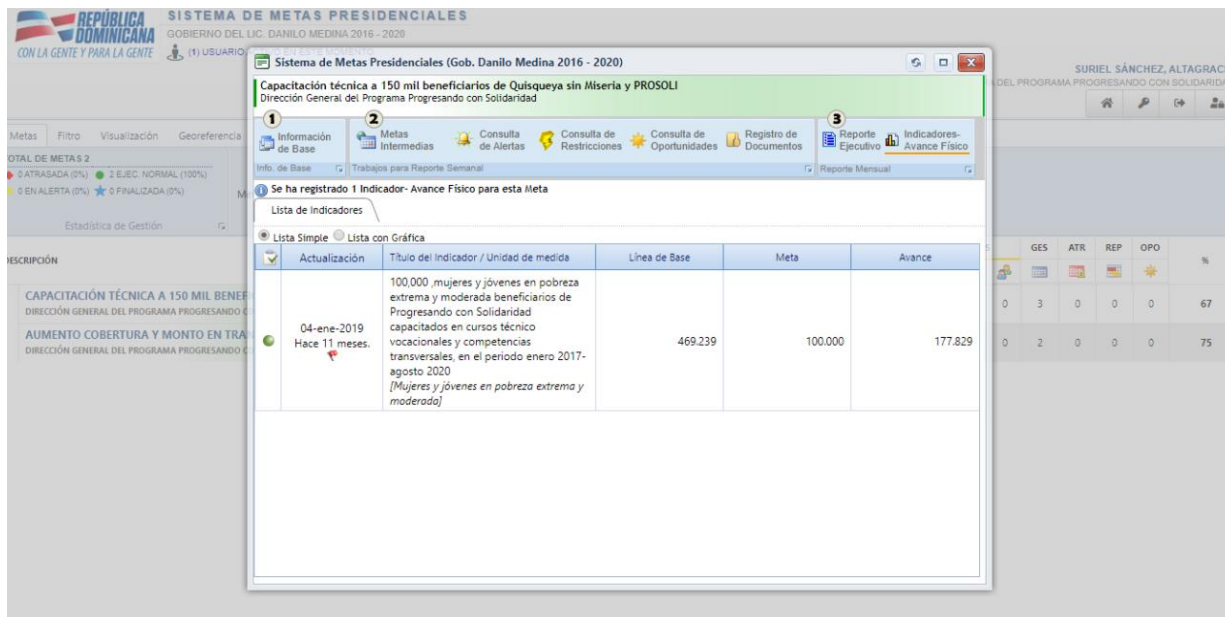 REPÚBLICA
DOMINICANA
CON LA GENTE Y PARA LA GENTE
SISTEMA DE METAS PRESIDENCIALES
GOBIERNO DEL LIC. DANILO MEDINA 2016 - 2020
(1) USUARIO
SURIEL SÁNCHEZ, ALTAGRAC
DEL PROGRAMA PROGRESANDO CON SOLIDARIDA
Metas Filtro Visualización Georeferencia
OTAL DE METAS 2
0 ATRASADA (0%) 2 EJEC. NORMAL (100%)
0 EN ALERTA (0%) 0 FINALIZADA (0%)
Estadística de Gestión
GES ATR REP OPO %
DESCRIPCIÓN
CAPACITACIÓN TÉCNICA A 150 MIL BENEF
DIRECCIÓN GENERAL DEL PROGRAMA PROGRESANDO
0 3 0 0 0 67
AUMENTO COBERTURA Y MONTO EN TRA
DIRECCIÓN GENERAL DEL PROGRAMA PROGRESANDO
0 2 0 0 0 75
Sistema de Metas Presidenciales (Gob. Danilo Medina 2016 - 2020)
Capacitación técnica a 150 mil beneficiarios de Quisqueya sin Miseria y PROSOLI
Dirección General del Programa Progresando con Solidaridad
1 2 3
Información de Base
Metas Intermedias
Consulta de Alertas
Consulta de Restricciones
Consulta de Oportunidades
Registro de Documentos
Reporte Ejecutivo
Indicadores- Avance Físico
Info. de Base Trabajos para Reporte Semanal Reporte Mensual
Se ha registrado 1 Indicador- Avance Físico para esta Meta
Lista de Indicadores
Lista Simple Lista con Gráfica
Actualización Título del Indicador / Unidad de medida Línea de Base Meta Avance
04-ene-2019
Hace 11 meses.
100,000 ,mujeres y jóvenes en pobreza
extrema y moderada beneficiarios de
Progresando con Solidaridad
capacitados en cursos técnico
vocacionales y competencias
transversales, en el periodo enero 2017-
agosto 2020
[Mujeres y jóvenes en pobreza extrema y
moderada]
469.239 100.000 177.829